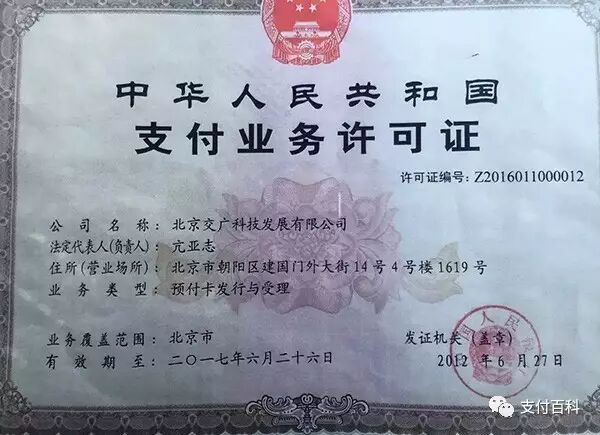 中华人民共和国
支付业务许可证
许可证编号: Z2016011000012
公司名称: 北京交广科技发展有限公司
法定代表人(负责人): 亢亚志
住所(营业场所): 北京市朝阳区建国门外大街14号4号楼1619号
业务类型: 预付卡发行与受理
业务覆盖范围: 北京市
有效期至: 二〇一七年六月二十六日
发证机关(盖章)
2012年6月27日
支付百科